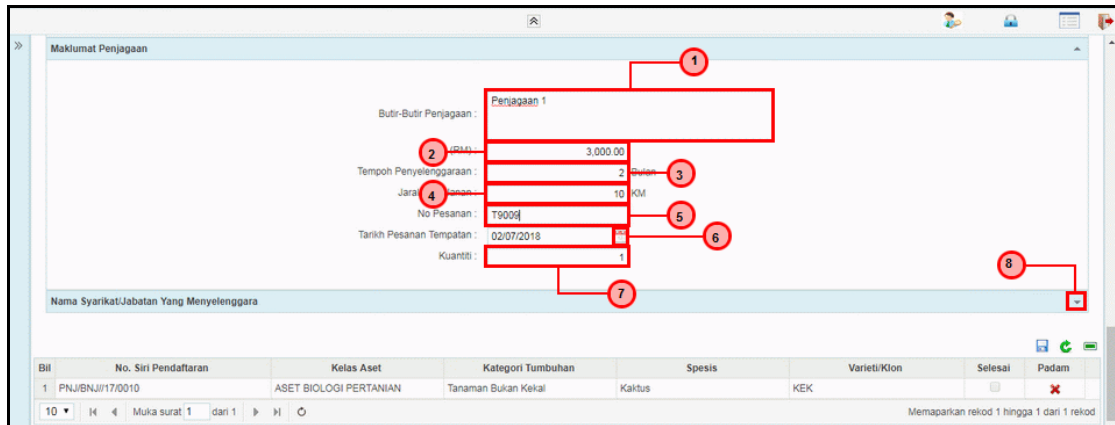 Maklumat Penjagaan
1
Butir-Butir Penjagaan : Penjagaan 1
2 (RM) : 3,000.00
Tempoh Penyelenggaraan : 2 Bulan 3
4 10 KM
No Pesanan : T9009 5
Tarikh Pesanan Tempatan : 02/07/2018 6
Kuantiti : 1
7
8
Nama Syarikat/Jabatan Yang Menyelenggara
Bil No. Siri Pendaftaran Kelas Aset Kategori Tumbuhan Spesis Varieti/Klon Selesai Padam
1 PNJ/BNJ//17/0010 ASET BIOLOGI PERTANIAN Tanaman Bukan Kekal Kaktus KEK
10 Muka surat 1 dari 1 Memaparkan rekod 1 hingga 1 dari 1 rekod